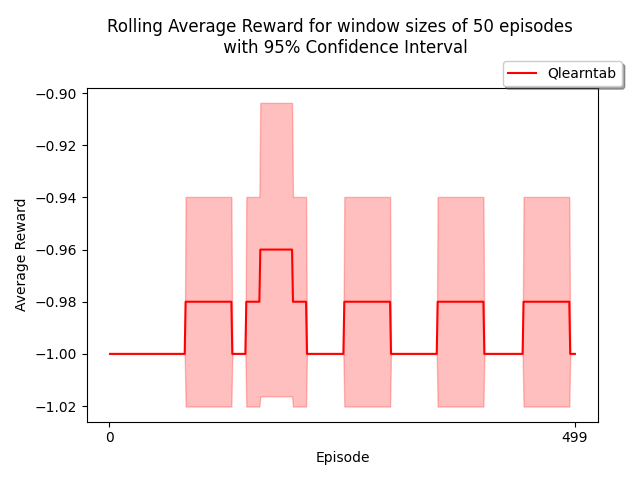 Rolling Average Reward for window sizes of 50 episodes
with 95% Confidence Interval
Qlearntab
−0.90
−0.92
−0.94
−0.96
−0.98
−1.00
−1.02
Average Reward
0
499
Episode